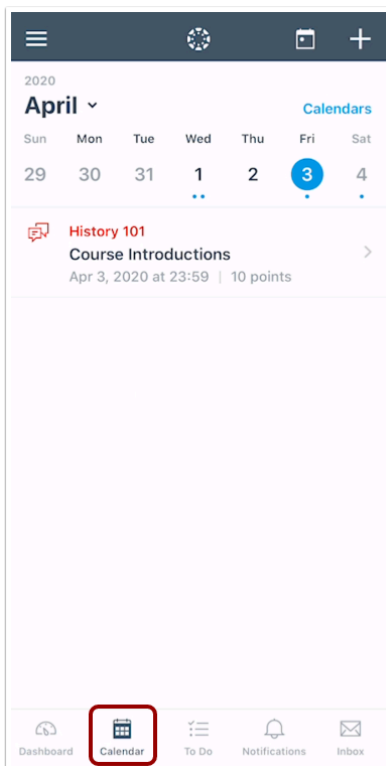 2020
April
Calendars
Sun Mon Tue Wed Thu Fri Sat
29 30 31 1 2 3 4
History 101
Course Introductions
Apr 3, 2020 at 23:59 | 10 points
Dashboard Calendar To Do Notifications Inbox